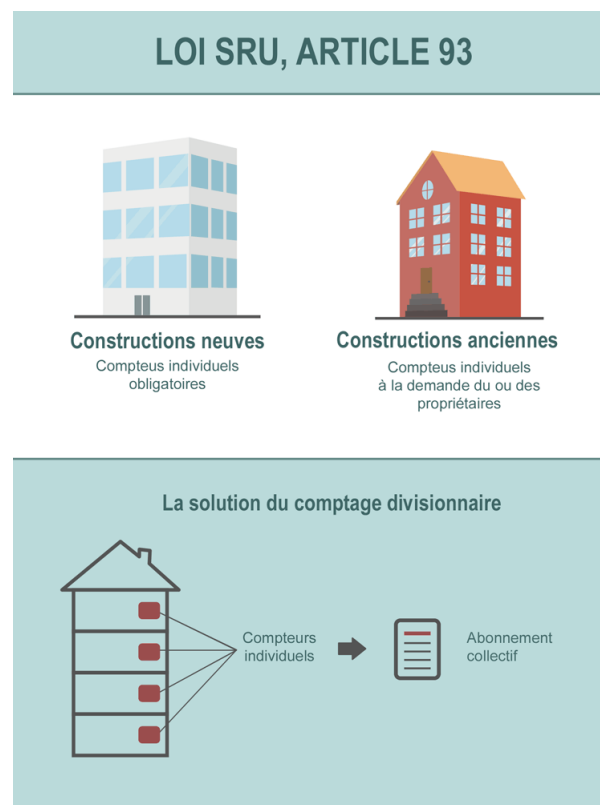 LOI SRU, ARTICLE 93
Constructions neuves
Compteus individuels
obligatoires
Constructions anciennes
Compteus individuels
à la demande du ou des
propriétaires
La solution du comptage divisionnaire
Compteurs
individuels
Abonnement
collectif